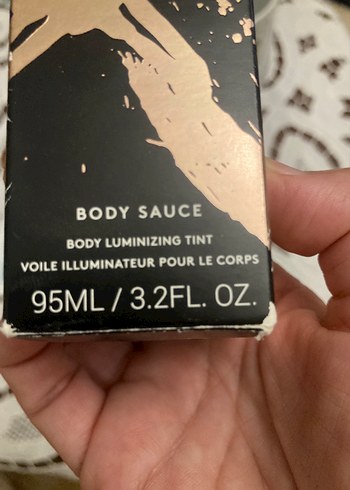 BODY SAUCE
BODY LUMINIZING TINT
VOILE ILLUMINATEUR POUR LE CORPS
95ML / 3.2FL. OZ.